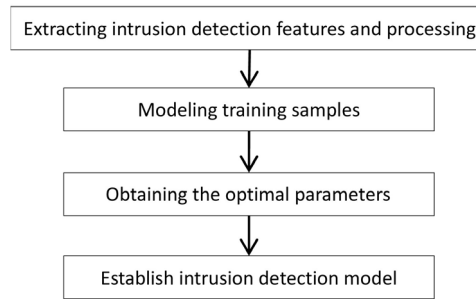 Extracting intrusion detection features and processing
Modeling training samples
Obtaining the optimal parameters
Establish intrusion detection model